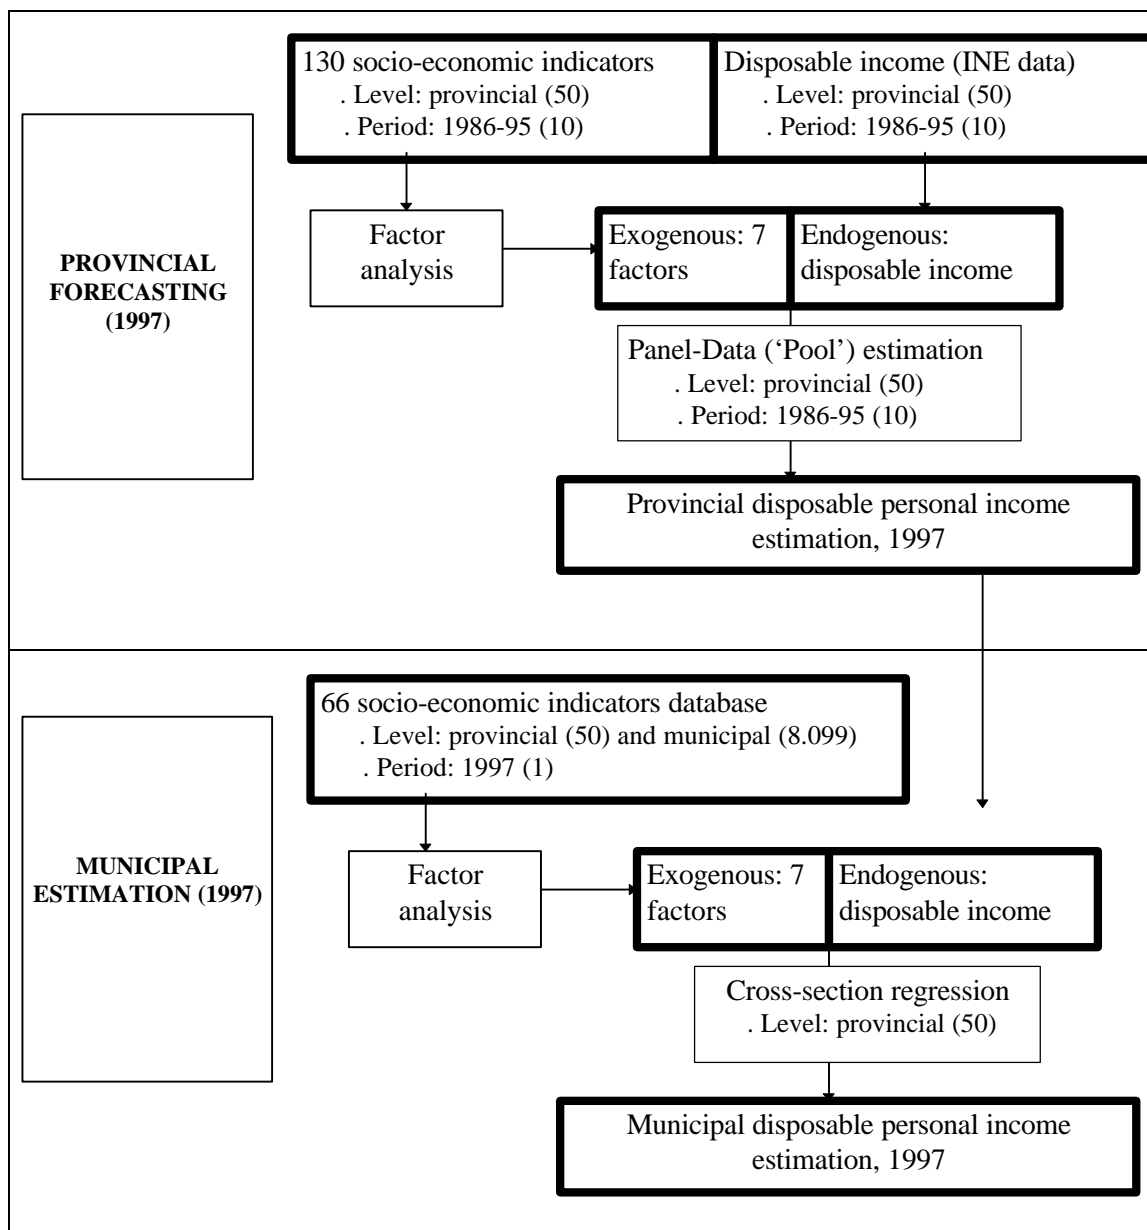 130 socio-economic indicators
. Level: provincial (50)
. Period: 1986-95 (10)
Disposable income (INE data)
. Level: provincial (50)
. Period: 1986-95 (10)
PROVINCIAL
FORECASTING
(1997)
Factor
analysis
Exogenous: 7
factors
Endogenous:
disposable income
Panel-Data (‘Pool’) estimation
. Level: provincial (50)
. Period: 1986-95 (10)
Provincial disposable personal income
estimation, 1997
66 socio-economic indicators database
. Level: provincial (50) and municipal (8.099)
. Period: 1997 (1)
MUNICIPAL
ESTIMATION (1997)
Factor
analysis
Exogenous: 7
factors
Endogenous:
disposable income
Cross-section regression
. Level: provincial (50)
Municipal disposable personal income
estimation, 1997